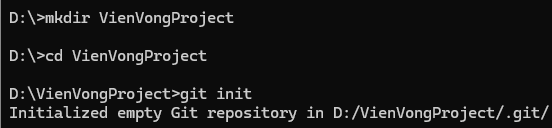 D:\>mkdir VienVongProject
D:\>cd VienVongProject
D:\VienVongProject>git init
Initialized empty Git repository in D:/VienVongProject/.git/